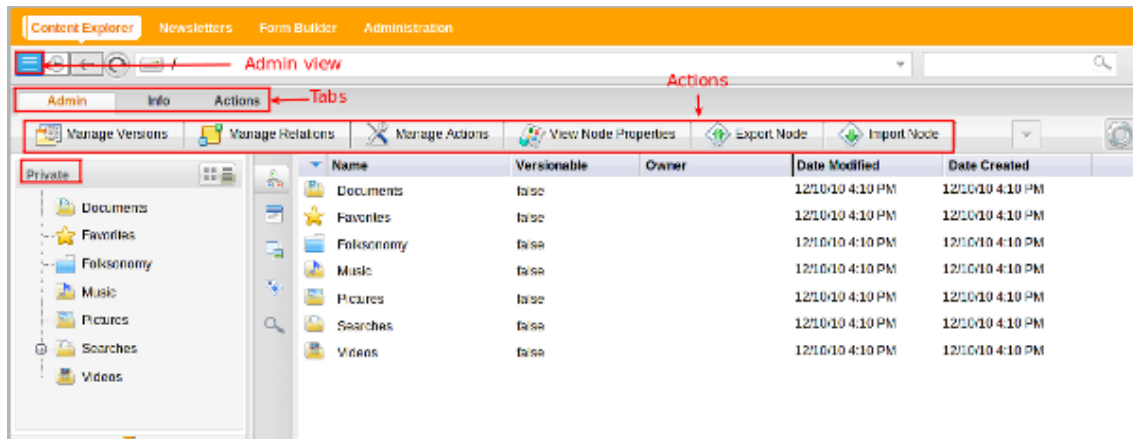 Content Explorer Newsletters Form Builder Administration
/ Admin view
Actions
Admin Info Actions Tabs
Manage Versions Manage Relations Manage Actions View Node Properties Export Node Import Node
Private Name Versionable Owner Date Modified Date Created
Documents Documents false 12/10/10 4:10 PM 12/10/10 4:10 PM
Favorites Favorites false 12/10/10 4:10 PM 12/10/10 4:10 PM
Folksonomy Folksonomy false 12/10/10 4:10 PM 12/10/10 4:10 PM
Music Music false 12/10/10 4:10 PM 12/10/10 4:10 PM
Pictures Pictures false 12/10/10 4:10 PM 12/10/10 4:10 PM
Searches Searches false 12/10/10 4:10 PM 12/10/10 4:10 PM
Videos Videos false 12/10/10 4:10 PM 12/10/10 4:10 PM